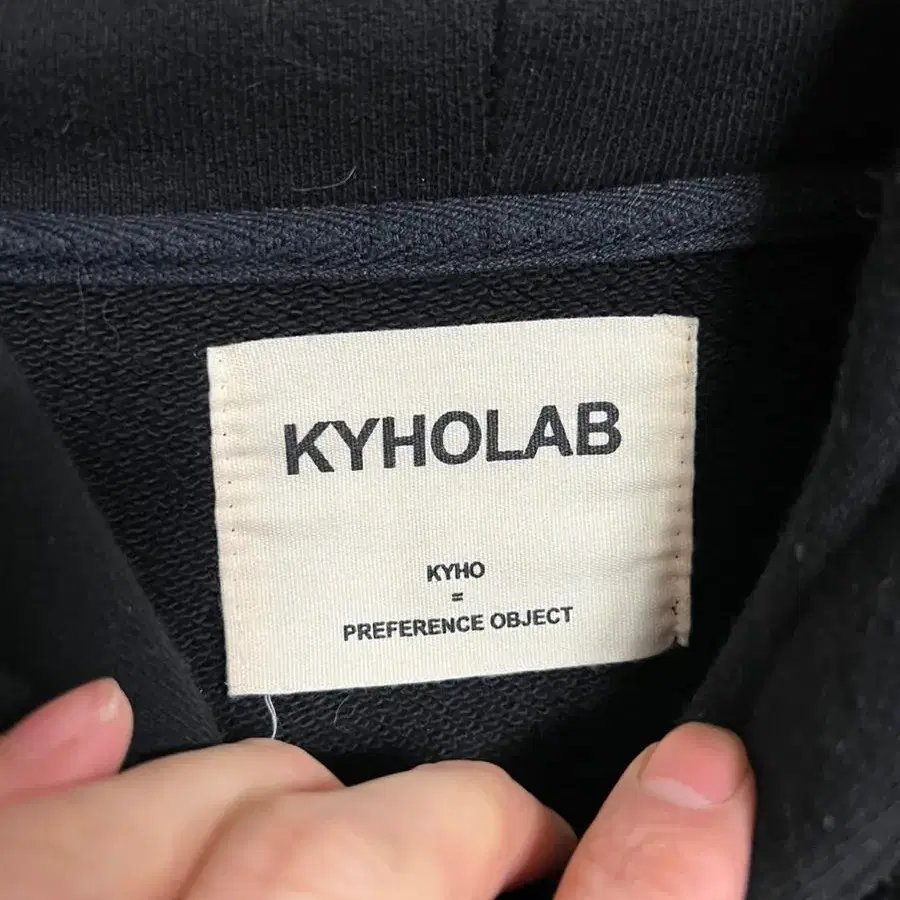 KYHOLAB
KYHO
=
PREFERENCE OBJECT